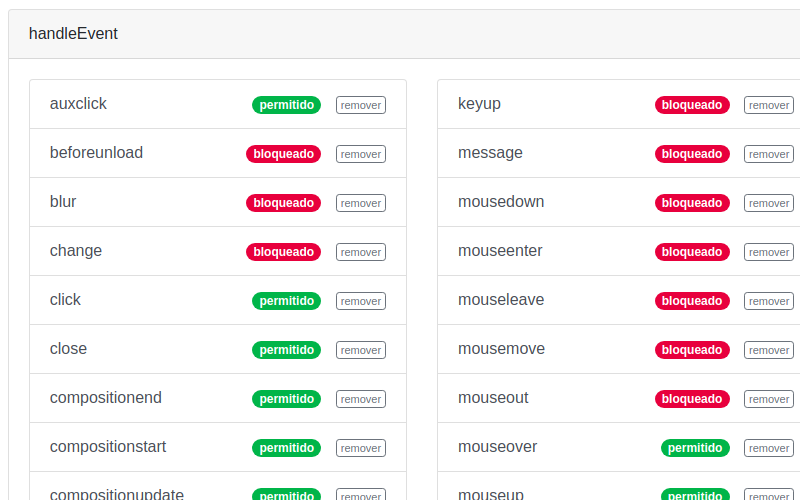 handleEvent
auxclick permitido remover
beforeunload bloqueado remover
blur bloqueado remover
change bloqueado remover
click permitido remover
close permitido remover
compositionend permitido remover
compositionstart permitido remover
compositionupdate permitido remover
keyup bloqueado remover
message bloqueado remover
mousedown bloqueado remover
mouseenter bloqueado remover
mouseleave bloqueado remover
mousemove bloqueado remover
mouseout bloqueado remover
mouseover permitido remover
mouseup permitido remover